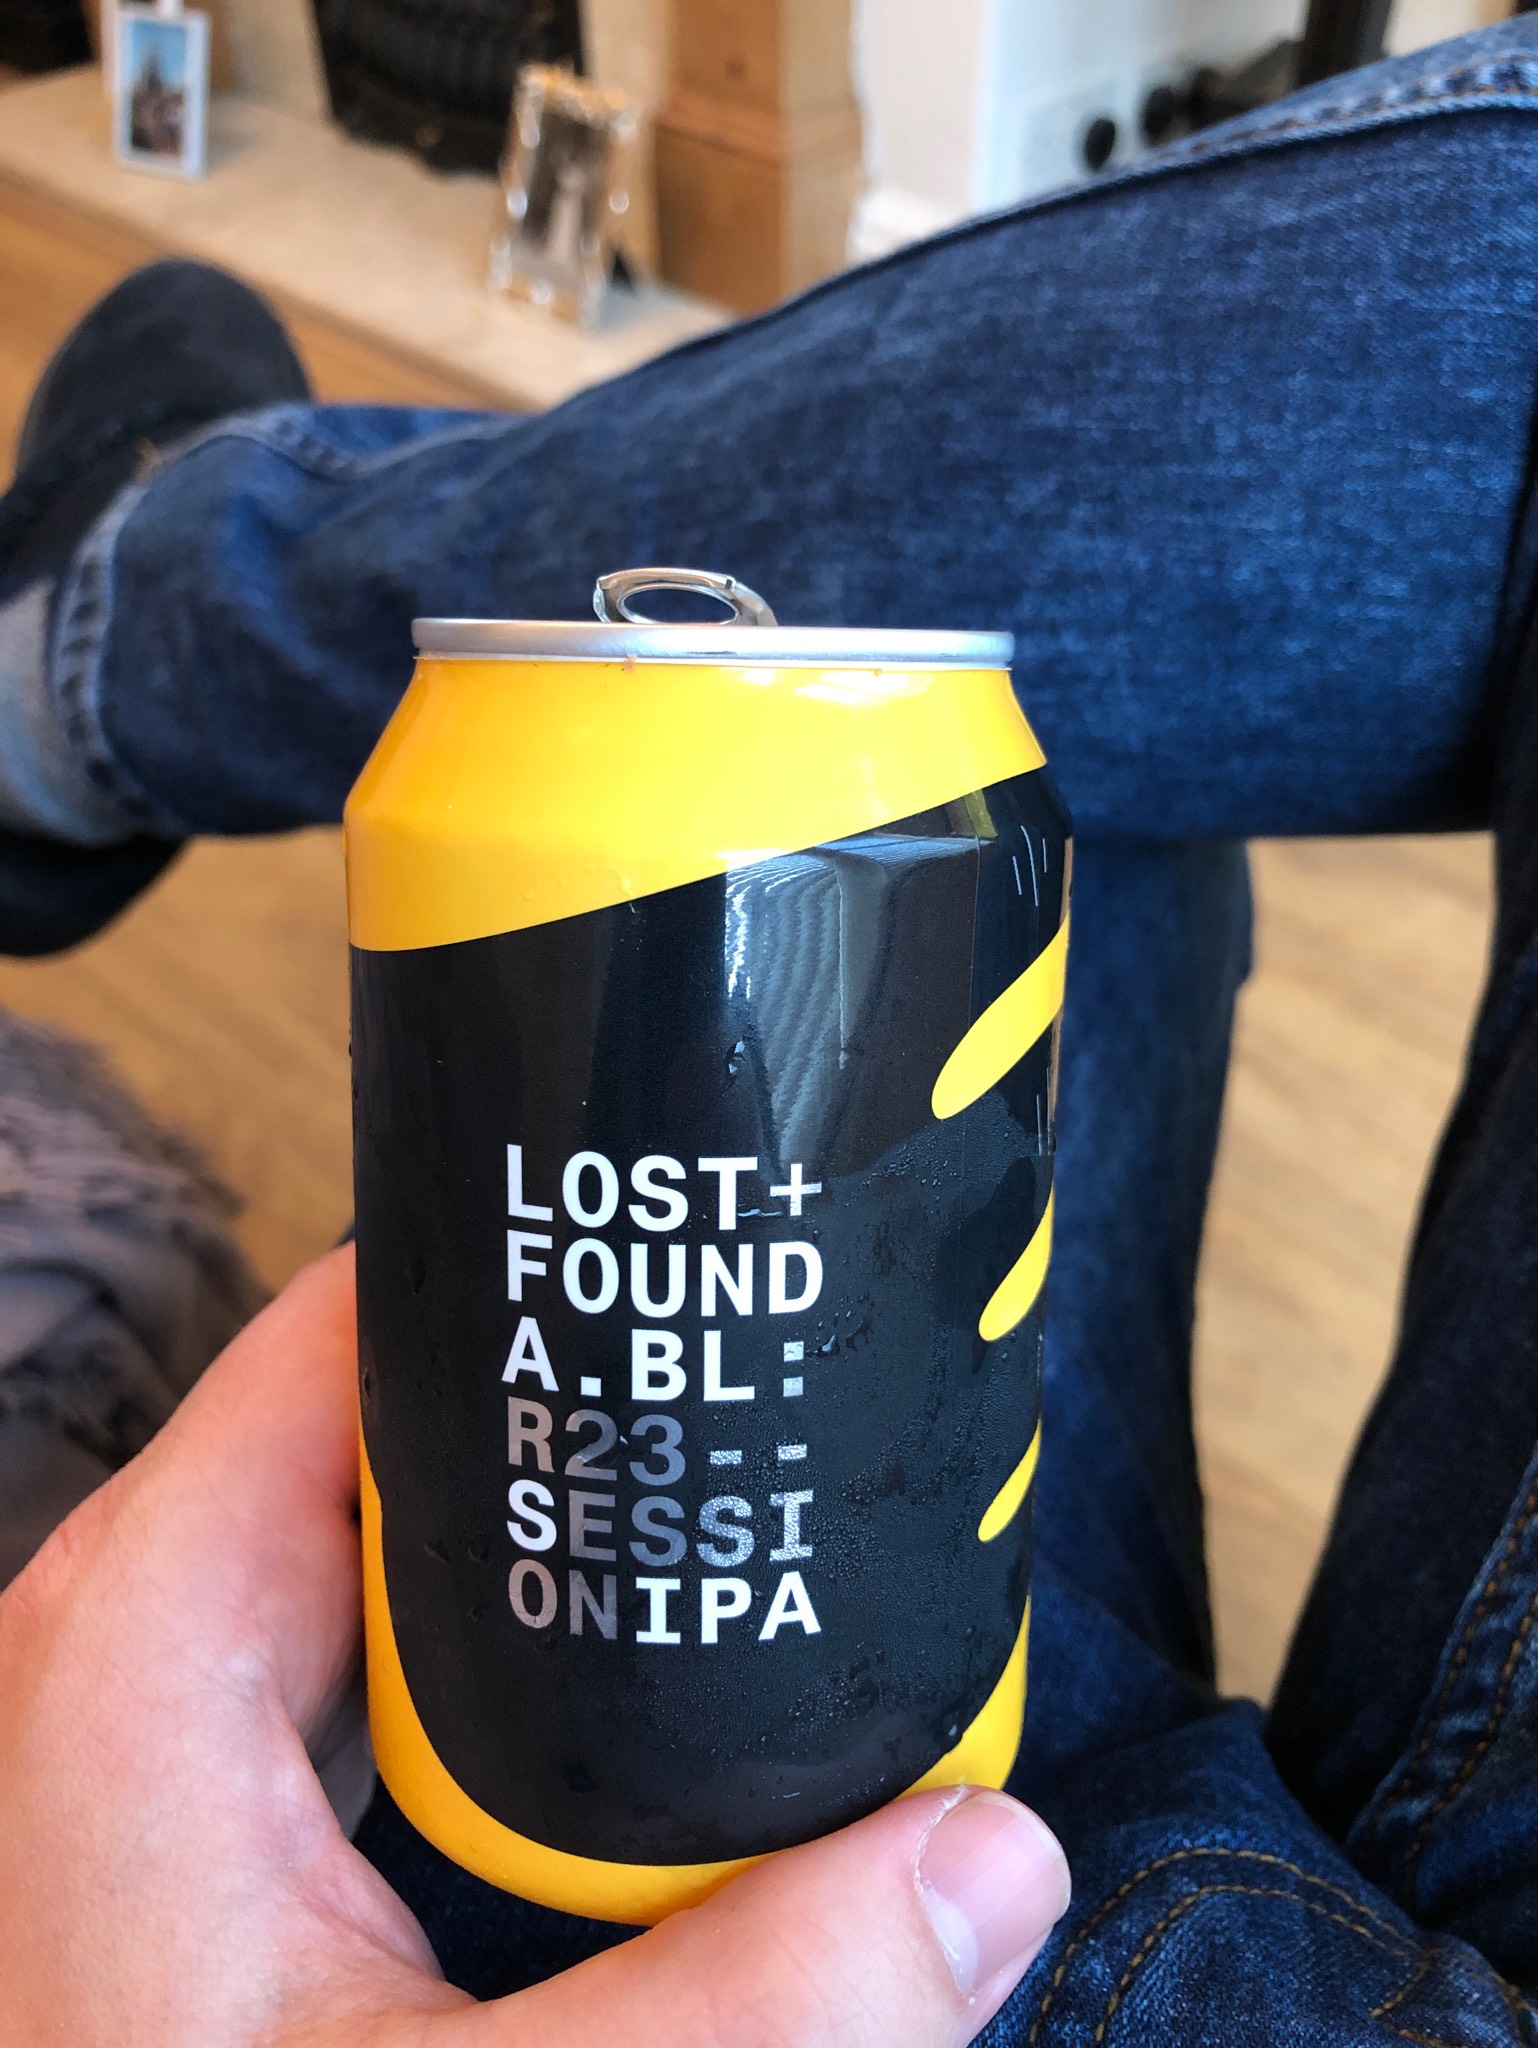 LOST+
FOUND
A.BL:
R23--
SESSI
ONIPA